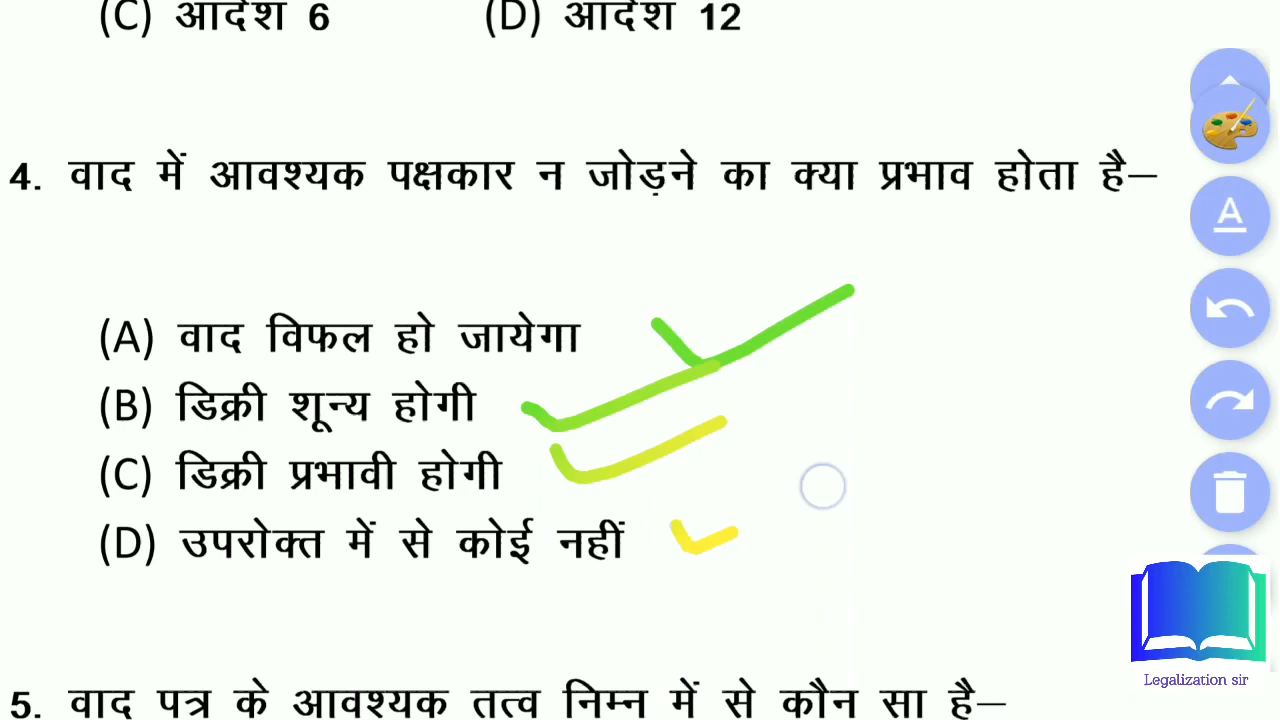 (C) आदेश 6 (D) आदेश 12
4. वाद में आवश्यक पक्षकार न जोड़ने का क्या प्रभाव होता है–
(A) वाद विफल हो जायेगा
(B) डिक्री शून्य होगी
(C) डिक्री प्रभावी होगी
(D) उपरोक्त में से कोई नहीं
5. वाद पत्र के आवश्यक तत्व निम्न में से कौन सा है–
A
Legalization sir